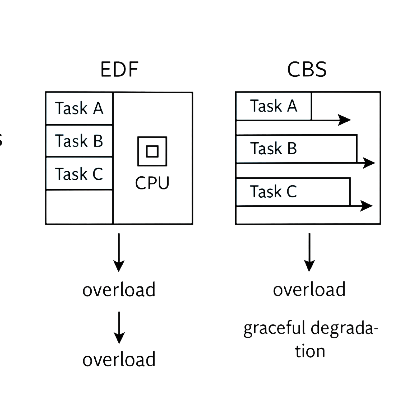 EDF
Task A
Task B
Task C
CPU
overload
overload
CBS
Task A
Task B
Task C
overload
graceful degrada-
tion